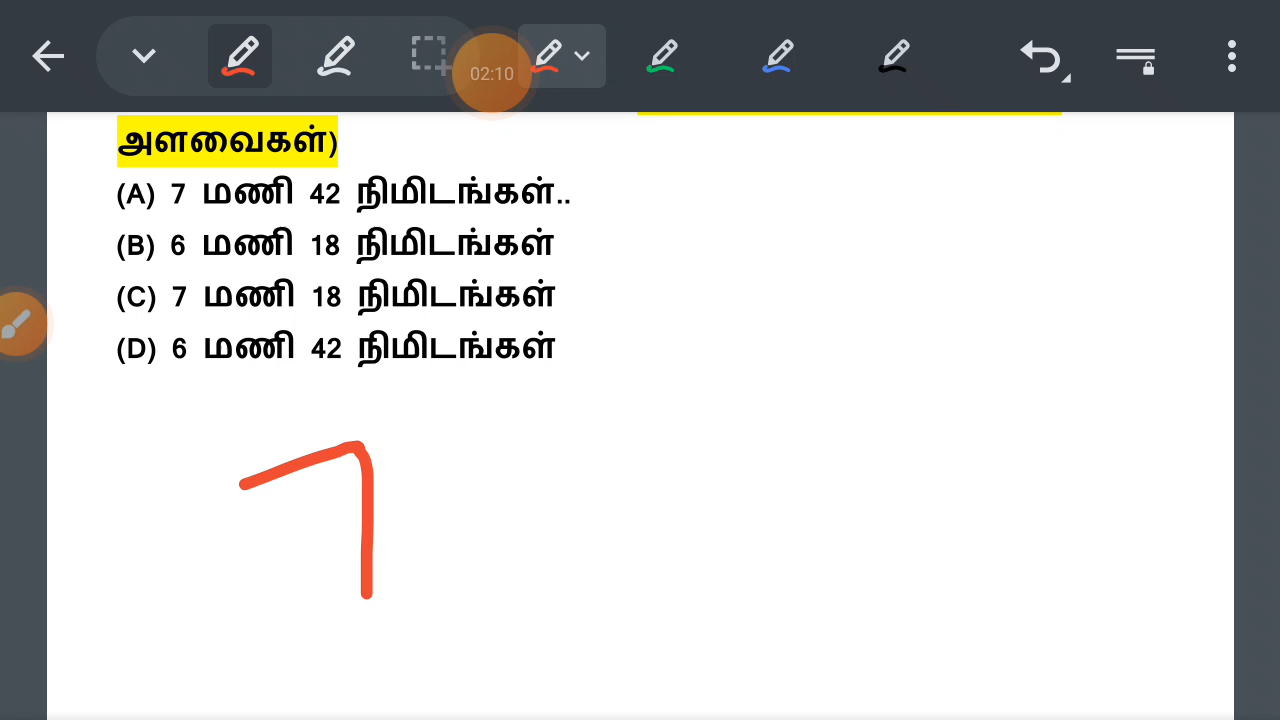 02:10
அளவைகள்)
(A) 7 மணி 42 நிமிடங்கள்..
(B) 6 மணி 18 நிமிடங்கள்
(C) 7 மணி 18 நிமிடங்கள்
(D) 6 மணி 42 நிமிடங்கள்